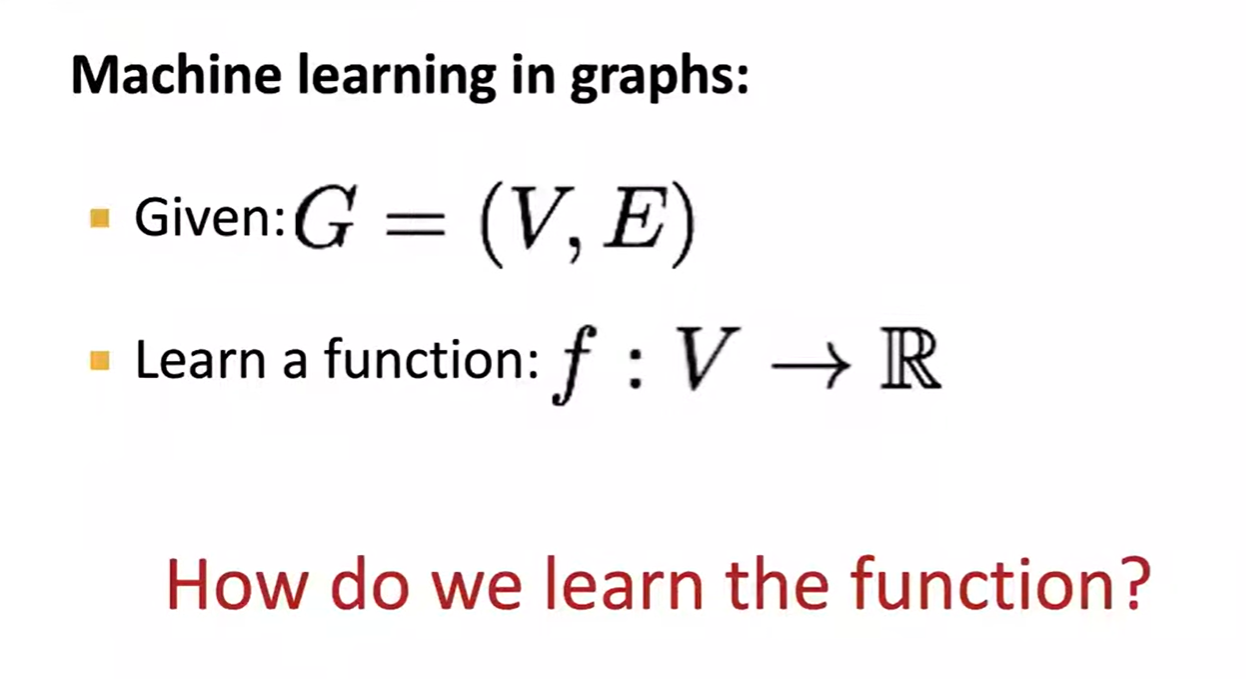 Machine learning in graphs:
Given: G = (V, E)
Learn a function: f : V → ℝ
How do we learn the function?